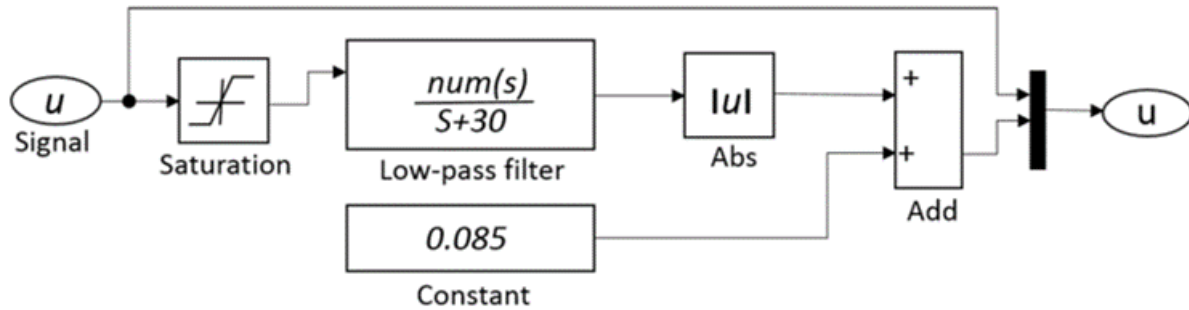 u
Signal
Saturation
num(s)
S+30
Low-pass filter
|u|
Abs
0.085
Constant
+
+
Add
u